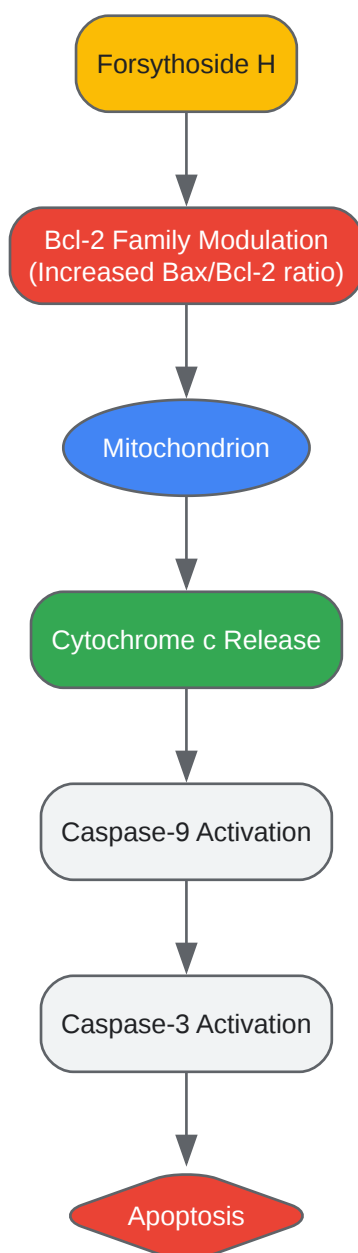 Forsythoside H
Bcl-2 Family Modulation
(Increased Bax/Bcl-2 ratio)
Mitochondrion
Cytochrome c Release
Caspase-9 Activation
Caspase-3 Activation
Apoptosis